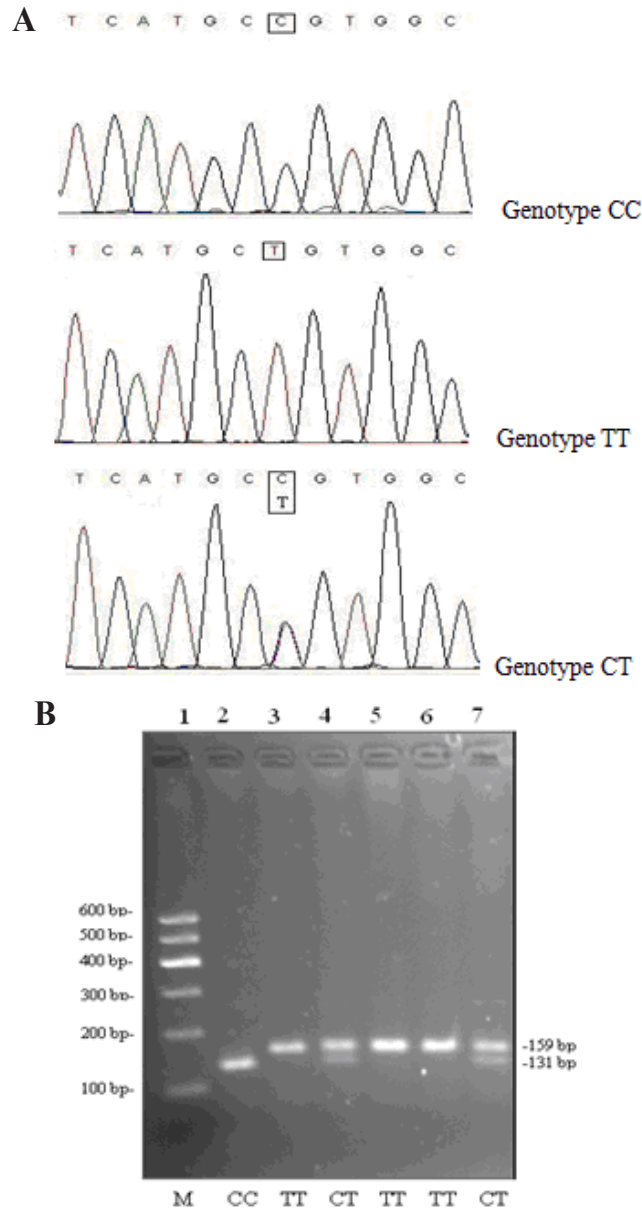 A
T C A T G C C G T G G C
Genotype CC
T C A T G C T G T G G C
Genotype TT
T C A T G C C G T G G C
T
Genotype CT
B
1 2 3 4 5 6 7
600 bp-
500 bp-
400 bp-
300 bp-
200 bp-
100 bp-
-159 bp
-131 bp
M CC TT CT TT TT CT